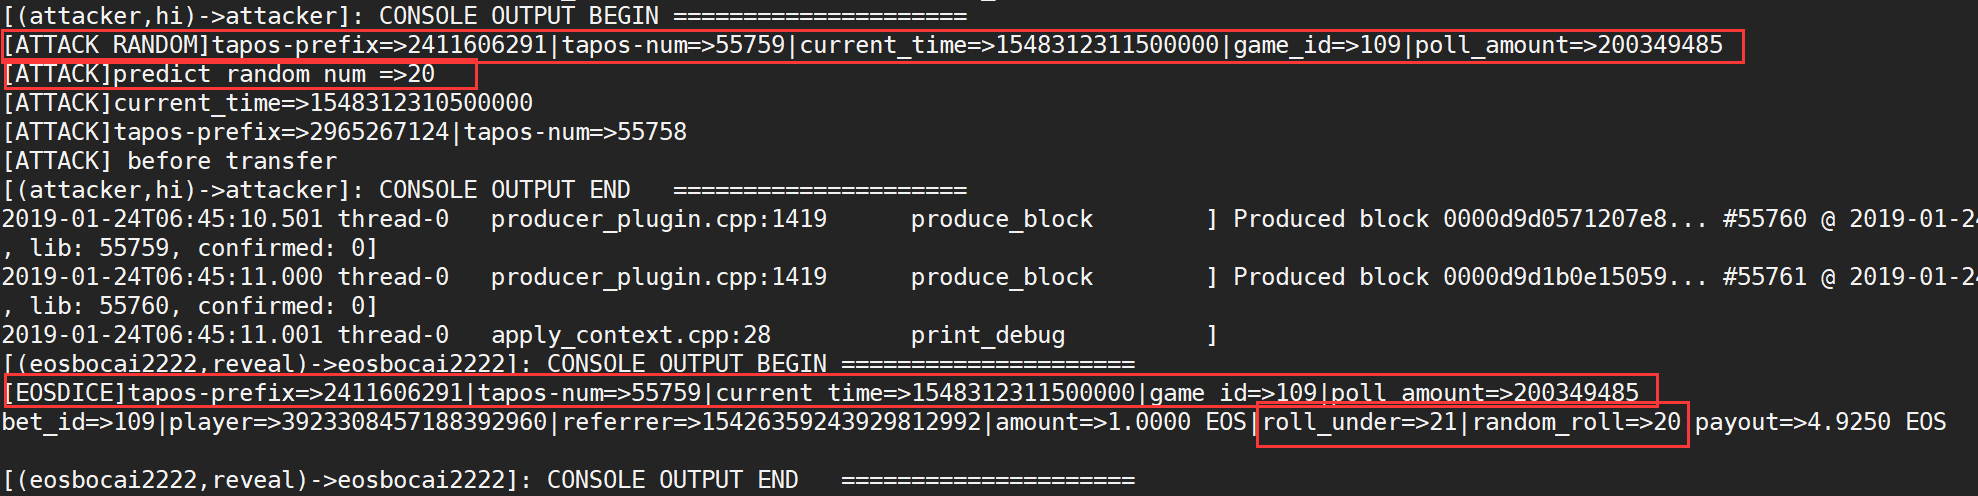 [(attacker,hi)->attacker]: CONSOLE OUTPUT BEGIN =====================
[ATTACK RANDOM]tapos-prefix=>2411606291|tapos-num=>55759|current_time=>1548312311500000|game_id=>109|poll_amount=>200349485
[ATTACK]predict random num =>20
[ATTACK]current_time=>1548312310500000
[ATTACK]tapos-prefix=>2965267124|tapos-num=>55758
[ATTACK] before transfer
[(attacker,hi)->attacker]: CONSOLE OUTPUT END   =====================
2019-01-24T06:45:10.501 thread-0   producer_plugin.cpp:1419      produce_block        ] Produced block 0000d9d0571207e8... #55760 @ 2019-01-24
, lib: 55759, confirmed: 0]
2019-01-24T06:45:11.000 thread-0   producer_plugin.cpp:1419      produce_block        ] Produced block 0000d9d1b0e15059... #55761 @ 2019-01-24
, lib: 55760, confirmed: 0]
2019-01-24T06:45:11.001 thread-0   apply_context.cpp:28          print_debug          ]
[(eosbocai2222,reveal)->eosbocai2222]: CONSOLE OUTPUT BEGIN =====================
[EOSDICE]tapos-prefix=>2411606291|tapos-num=>55759|current_time=>1548312311500000|game_id=>109|poll_amount=>200349485
bet_id=>109|player=>3923308457188392960|referrer=>15426359243929812992|amount=>1.0000 EOS|roll_under=>21|random_roll=>20 payout=>4.9250 EOS
[(eosbocai2222,reveal)->eosbocai2222]: CONSOLE OUTPUT END   =====================